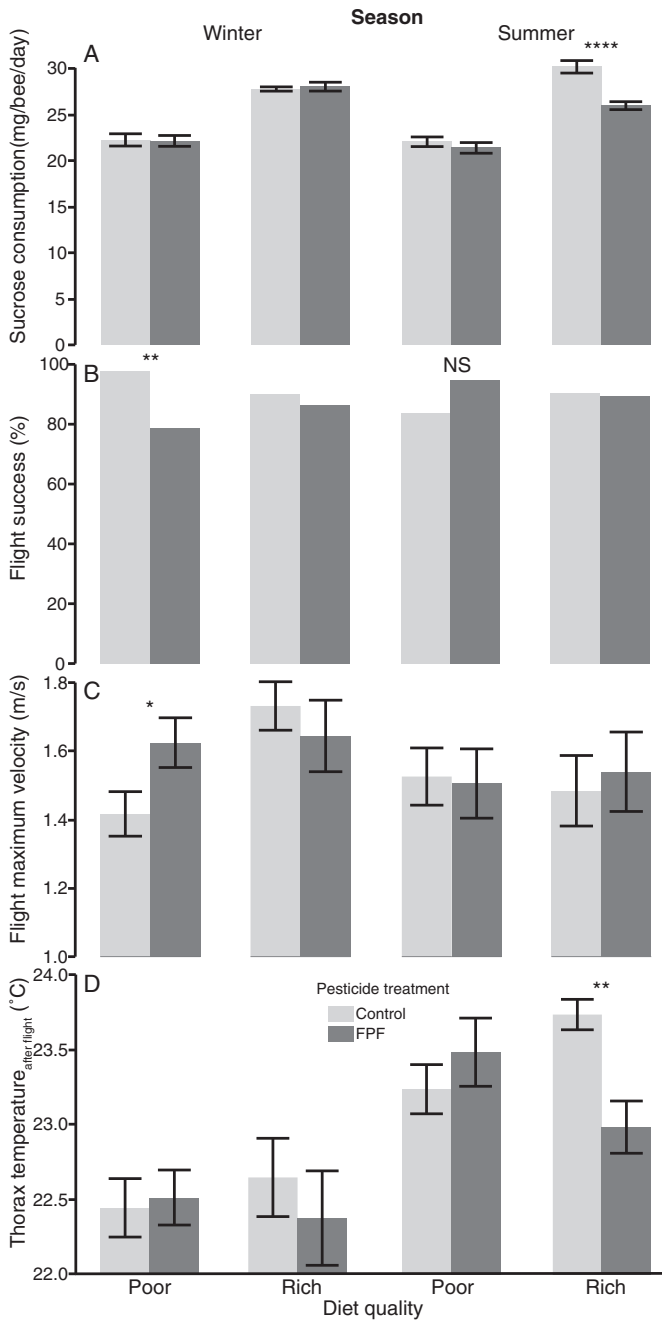 Season
Winter
Summer
A
****
Sucrose consumption(mg/bee/day)
30
25
20
15
10
5
0
B
**
NS
Flight success (%)
100
80
60
40
20
0
C
*
Flight maximum velocity (m/s)
1.8
1.6
1.4
1.2
1.0
D
Pesticide treatment
Control
FPF
**
Thorax temperature after flight (˚C)
24.0
23.5
23.0
22.5
22.0
Poor
Rich
Poor
Rich
Diet quality